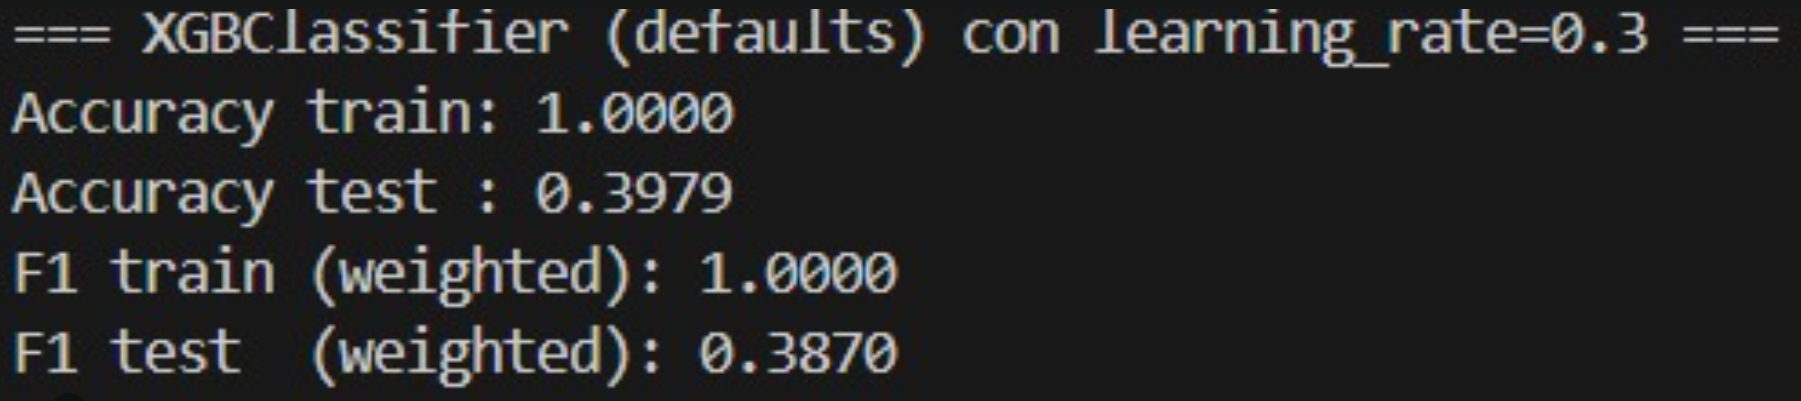 === XGBClassifier (defaults) con learning_rate=0.3 ===
Accuracy train: 1.0000
Accuracy test : 0.3979
F1 train (weighted): 1.0000
F1 test  (weighted): 0.3870